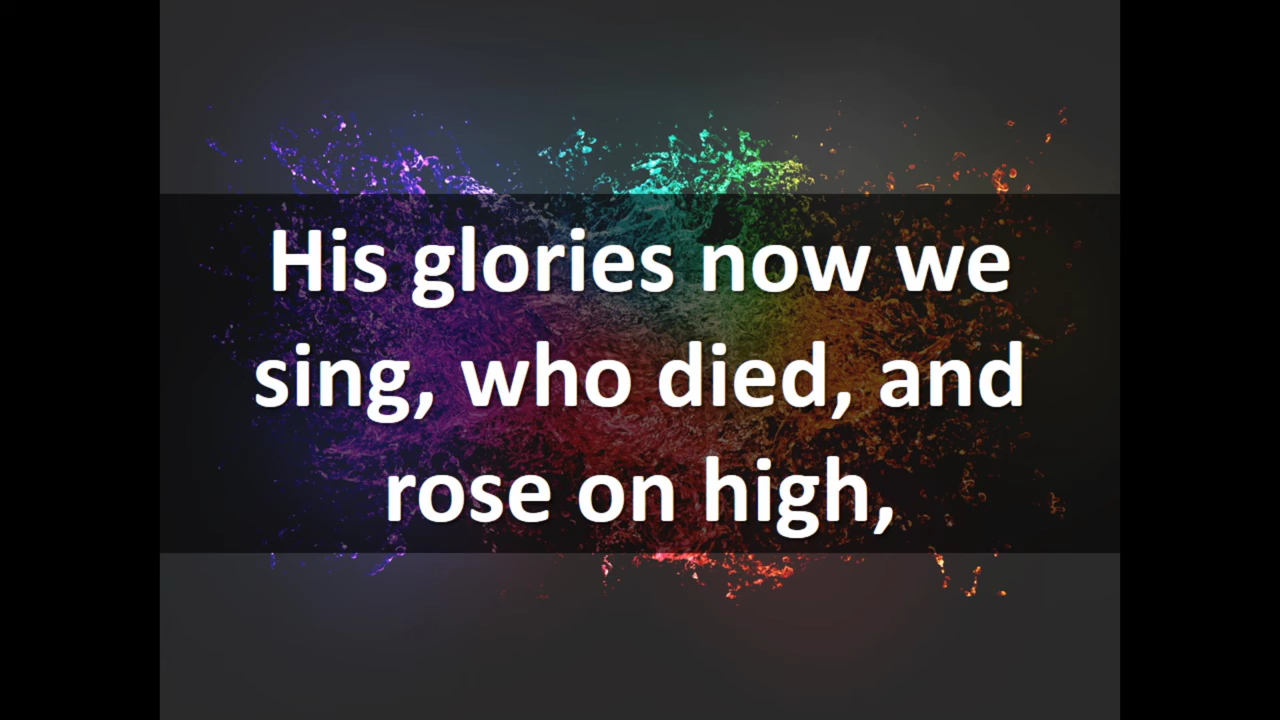 His glories now we
sing, who died, and
rose on high,